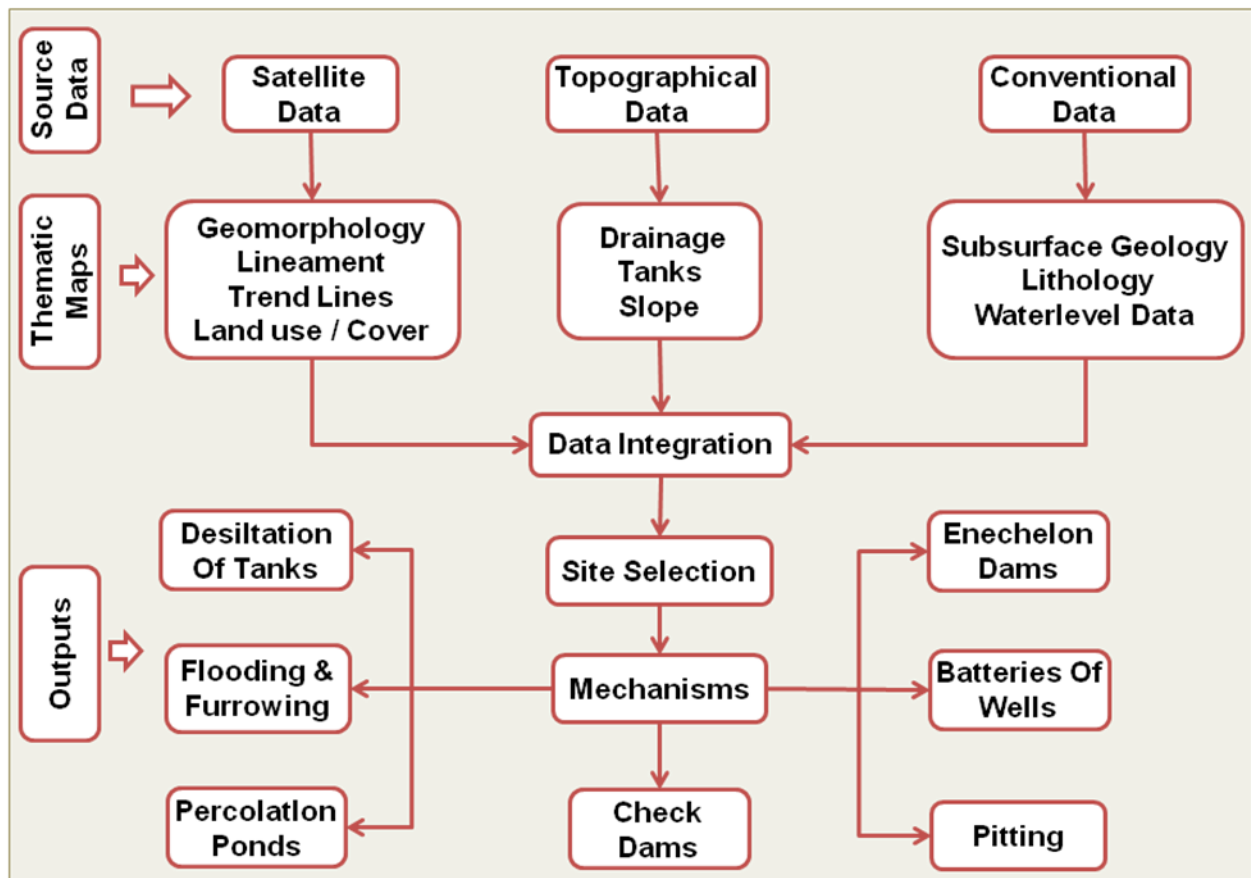 Source
Data
Satellite
Data
Topographical
Data
Conventional
Data
Thematic
Maps
Geomorphology
Lineament
Trend Lines
Land use / Cover
Drainage
Tanks
Slope
Subsurface Geology
Lithology
Waterlevel Data
Data Integration
Site Selection
Outputs
Desiltation
Of Tanks
Enechelon
Dams
Flooding &
Furrowing
Mechanisms
Batteries Of
Wells
Percolatlon
Ponds
Check
Dams
Pitting